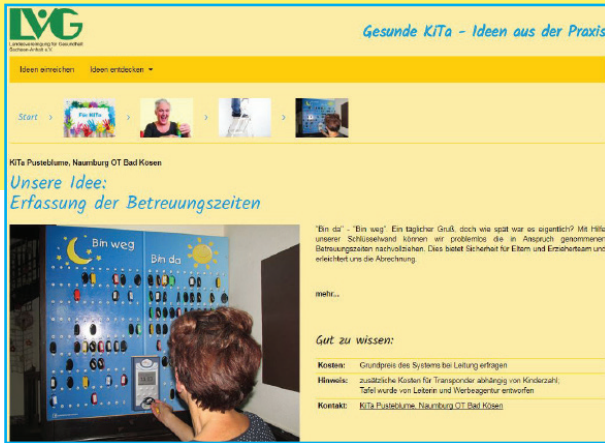 LVG
Landesvereinigung für Gesundheit
Sachsen-Anhalt e.V.
Gesunde KiTa - Ideen aus der Praxis
Ideen einreichen Ideen entdecken
Start > Für KiTa > > >
KiTa Pusteblume, Naumburg OT Bad Kösen
Unsere Idee:
Erfassung der Betreuungszeiten
Bin weg Bin da
"Bin da" - "Bin weg". Ein täglicher Gruß, doch wie spät war es eigentlich? Mit Hilfe
unserer Schlüsselwand können wir problemlos die in Anspruch genommenen
Betreuungszeiten nachvollziehen. Dies bietet Sicherheit für Eltern und Erzieherteam und
erleichtert uns die Abrechnung.
mehr...
Gut zu wissen:
Kosten: Grundpreis des Systems bei Leitung erfragen
Hinweis: zusätzliche Kosten für Transponder abhängig von Kinderzahl;
Tafel wurde von Leiterin und Werbeagentur entworfen
Kontakt: KiTa Pusteblume, Naumburg OT Bad Kösen